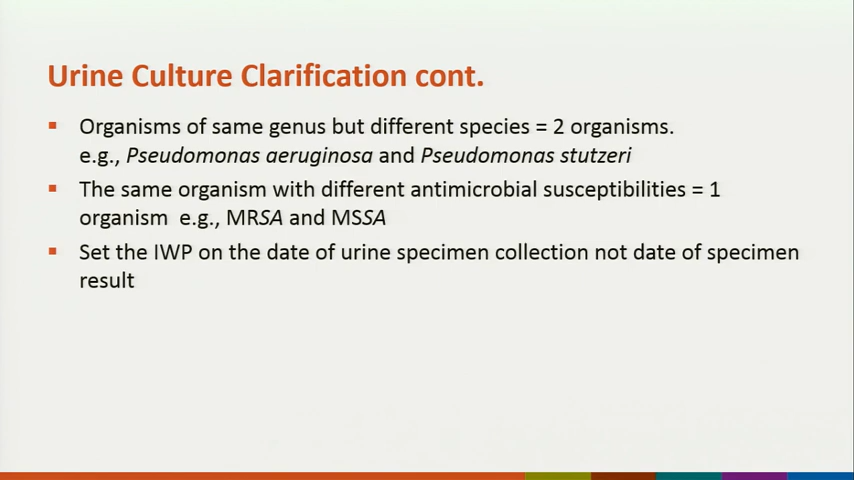 Urine Culture Clarification cont.
Organisms of same genus but different species = 2 organisms.
e.g., Pseudomonas aeruginosa and Pseudomonas stutzeri
The same organism with different antimicrobial susceptibilities = 1
organism e.g., MRSA and MSSA
Set the IWP on the date of urine specimen collection not date of specimen
result